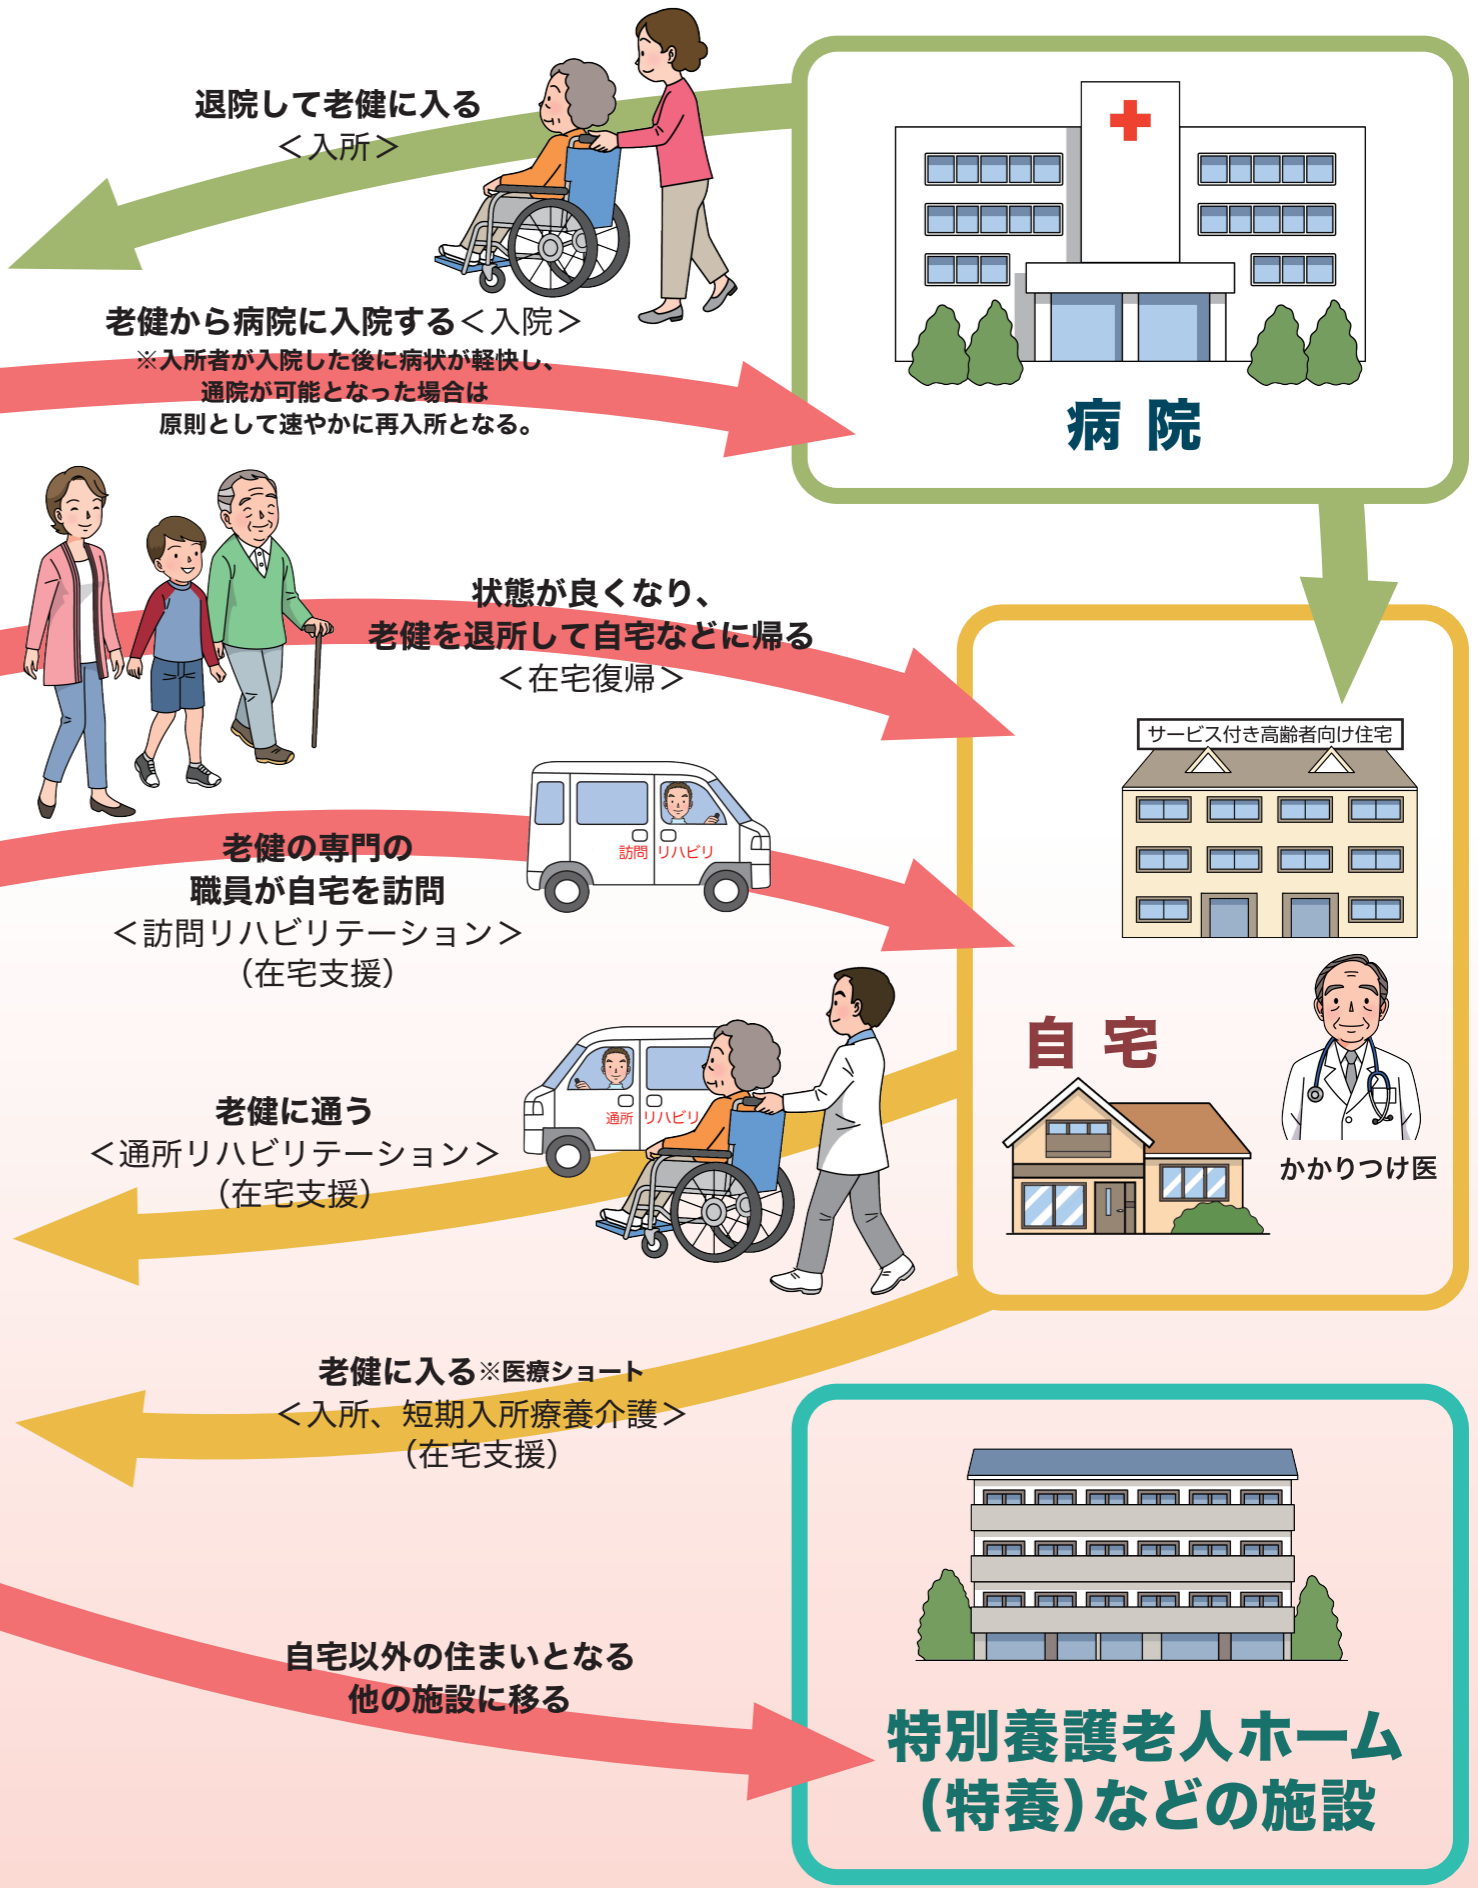 退院して老健に入る
＜入所＞
老健から病院に入院する＜入院＞
※入所者が入院した後に病状が軽快し、
通院が可能となった場合は
原則として速やかに再入所となる。
病院
状態が良くなり、
老健を退所して自宅などに帰る
＜在宅復帰＞
サービス付き高齢者向け住宅
訪問 リハビリ
老健の専門の
職員が自宅を訪問
＜訪問リハビリテーション＞
（在宅支援）
自宅
かかりつけ医
通所 リハビリ
老健に通う
＜通所リハビリテーション＞
（在宅支援）
老健に入る※医療ショート
＜入所、短期入所療養介護＞
（在宅支援）
自宅以外の住まいとなる
他の施設に移る
特別養護老人ホーム
（特養）などの施設